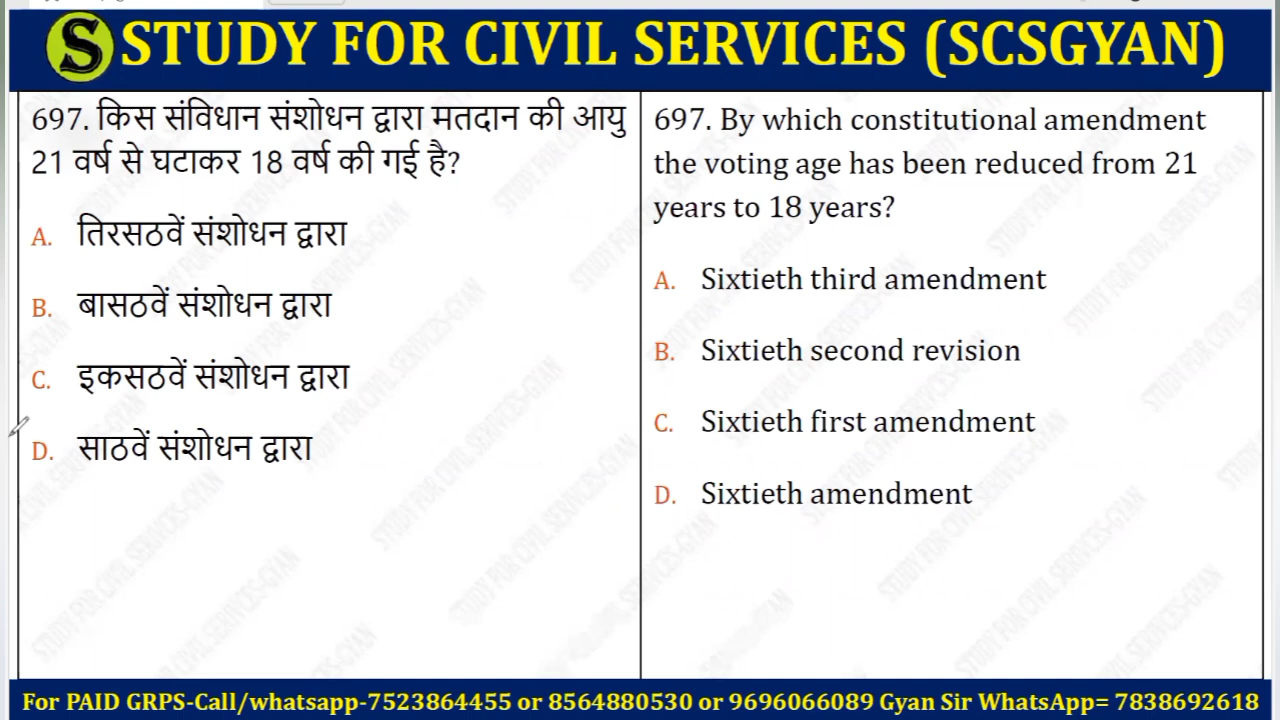 S STUDY FOR CIVIL SERVICES (SCSGYAN)
697. किस संविधान संशोधन द्वारा मतदान की आयु
21 वर्ष से घटाकर 18 वर्ष की गई है?
A. तिरसठवें संशोधन द्वारा
B. बासठवें संशोधन द्वारा
C. इकसठवें संशोधन द्वारा
D. साठवें संशोधन द्वारा
697. By which constitutional amendment
the voting age has been reduced from 21
years to 18 years?
A. Sixtieth third amendment
B. Sixtieth second revision
C. Sixtieth first amendment
D. Sixtieth amendment
For PAID GRPS-Call/whatsapp-7523864455 or 8564880530 or 9696066089 Gyan Sir WhatsApp= 7838692618